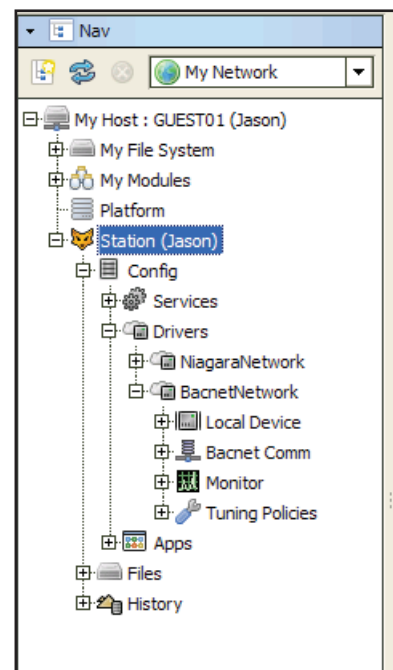 Nav
My Network
My Host : GUEST01 (Jason)
My File System
My Modules
Platform
Station (Jason)
Config
Services
Drivers
NiagaraNetwork
BacnetNetwork
Local Device
Bacnet Comm
Monitor
Tuning Policies
Apps
Files
History